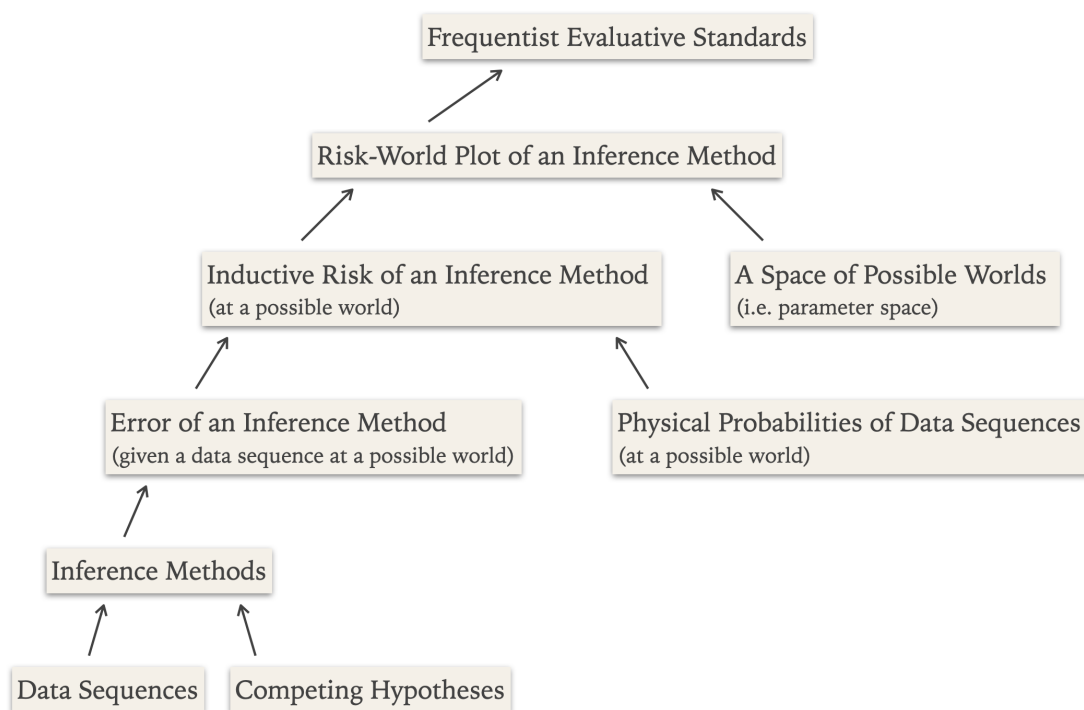 Frequentist Evaluative Standards
Risk-World Plot of an Inference Method
Inductive Risk of an Inference Method
(at a possible world)
A Space of Possible Worlds
(i.e. parameter space)
Error of an Inference Method
(given a data sequence at a possible world)
Physical Probabilities of Data Sequences
(at a possible world)
Inference Methods
Data Sequences
Competing Hypotheses